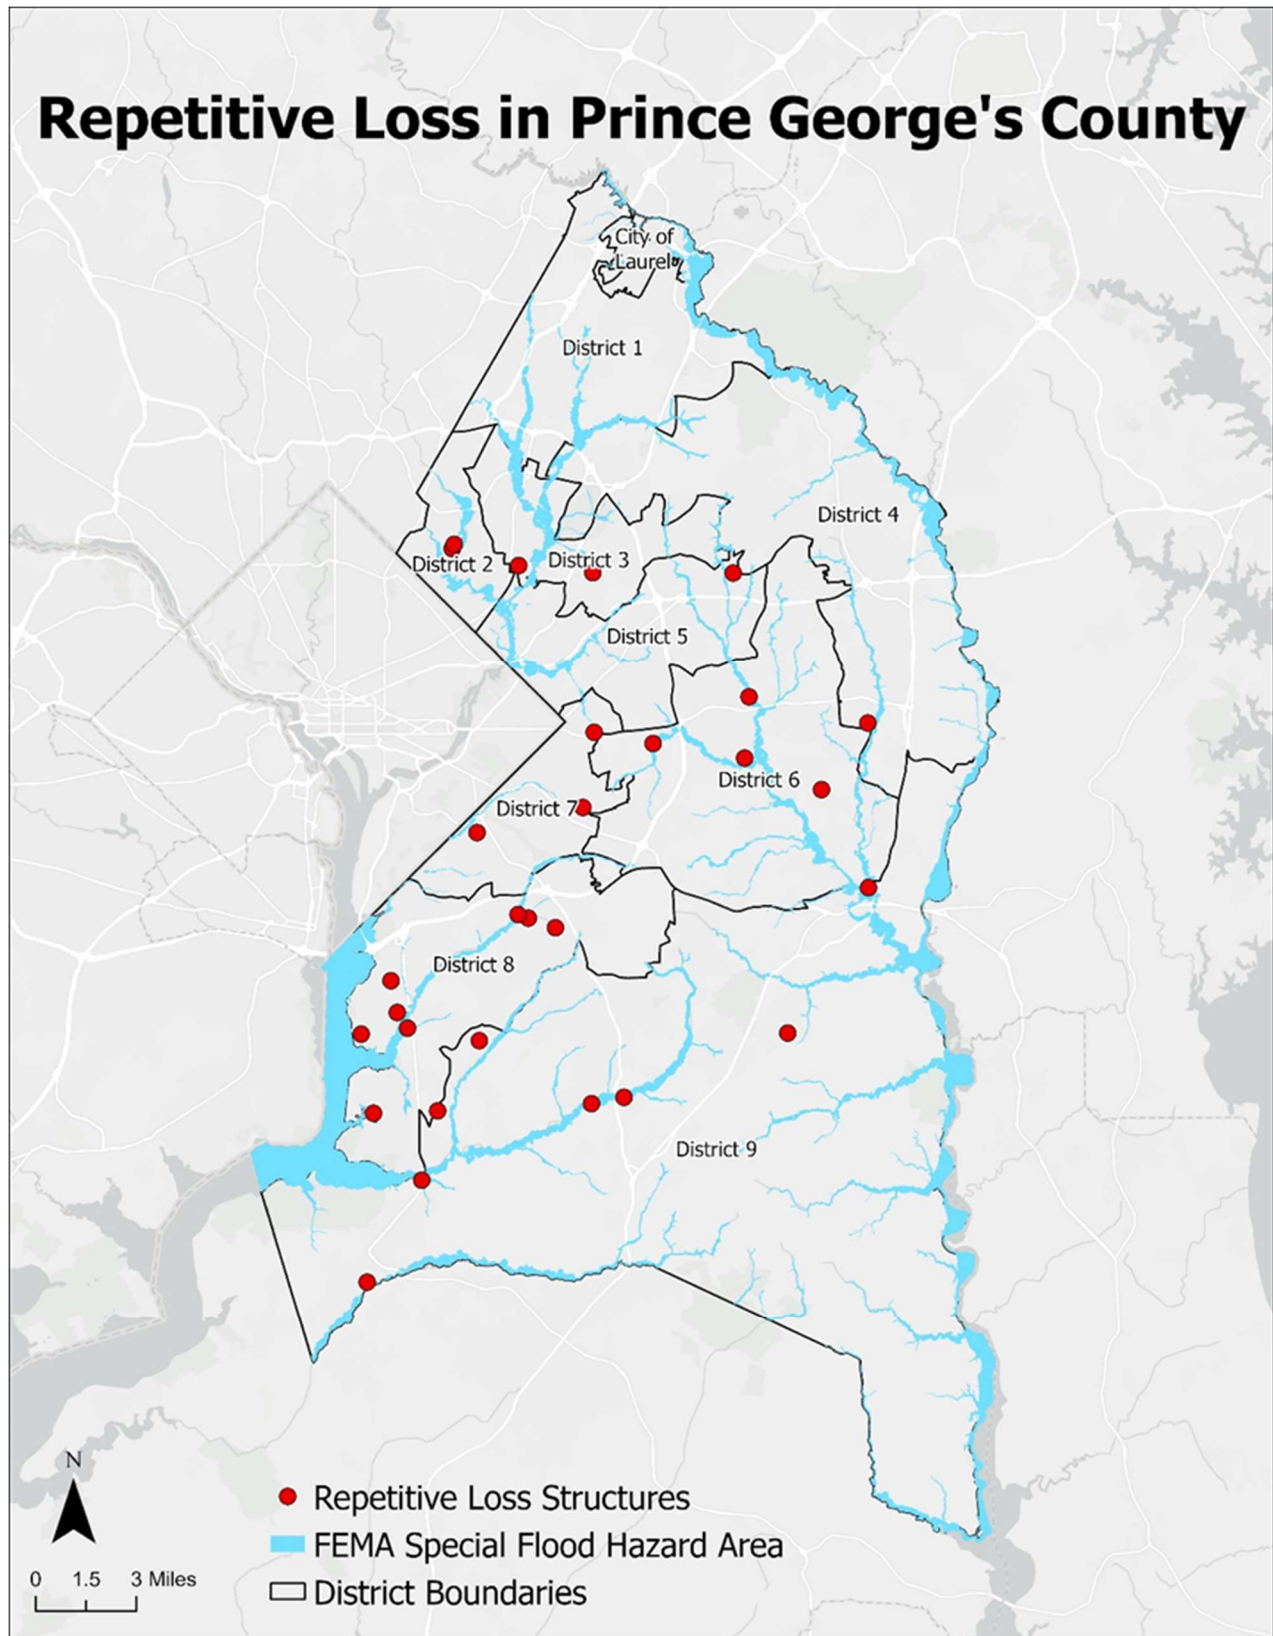 Repetitive Loss in Prince George's County
City of
Laurel
District 1
District 4
District 2
District 3
District 5
District 6
District 7
District 8
District 9
N
0 1.5 3 Miles
Repetitive Loss Structures
FEMA Special Flood Hazard Area
District Boundaries